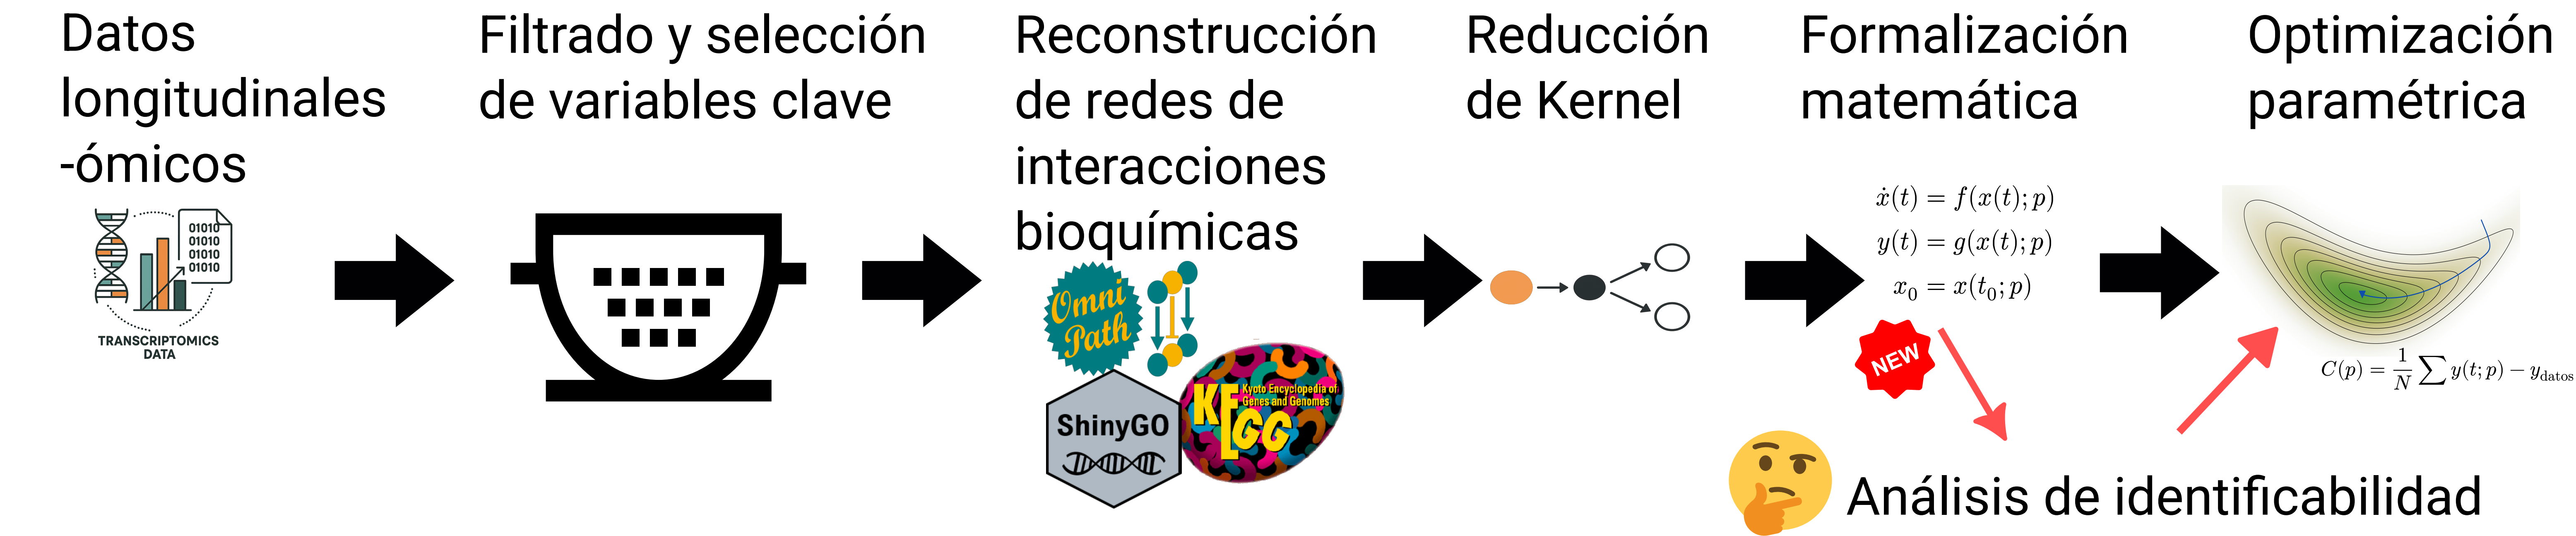 Datos
longitudinales
-ómicos
01010
01010
01010
01010
TRANSCRIPTOMICS
DATA
Filtrado y selección
de variables clave
Reconstrucción
de redes de
interacciones
bioquímicas
Omni
Path
ShinyGO
KEGG
Kyoto Encyclopedia of
Genes and Genomes
Reducción
de Kernel
Formalización
matemática
ẋ(t) = f(x(t); p)
y(t) = g(x(t); p)
x₀ = x(t₀; p)
NEW
Análisis de identificabilidad
Optimización
paramétrica
C(p) = 1/N ∑ y(t; p) − y_datos